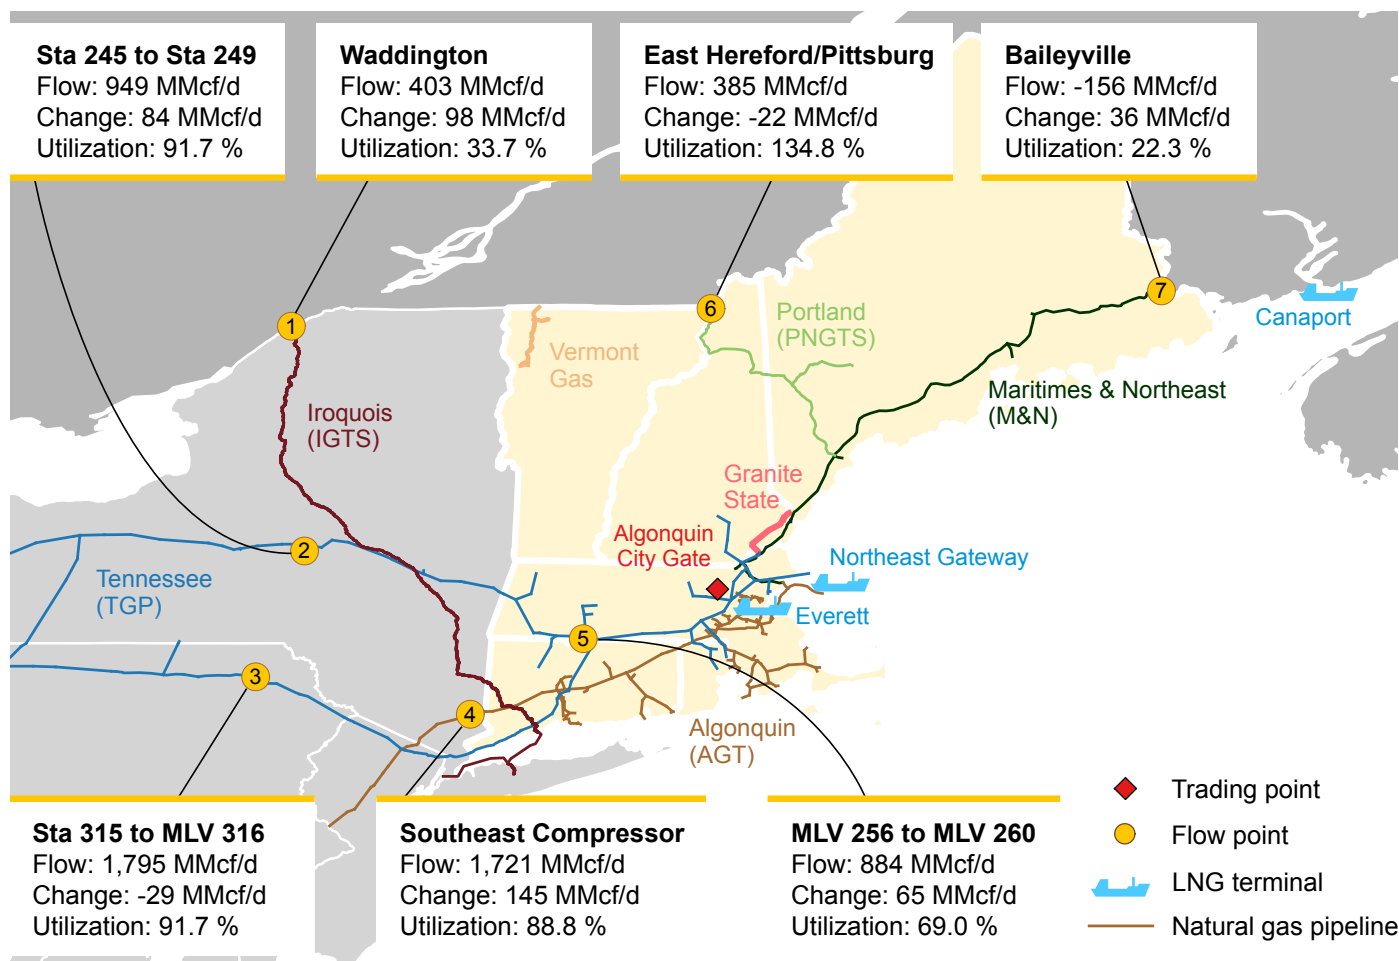 Sta 245 to Sta 249
Flow: 949 MMcf/d
Change: 84 MMcf/d
Utilization: 91.7 %
Waddington
Flow: 403 MMcf/d
Change: 98 MMcf/d
Utilization: 33.7 %
East Hereford/Pittsburg
Flow: 385 MMcf/d
Change: -22 MMcf/d
Utilization: 134.8 %
Baileyville
Flow: -156 MMcf/d
Change: 36 MMcf/d
Utilization: 22.3 %
7
6
1
Canaport
Portland
(PNGTS)
Vermont
Gas
Maritimes & Northeast
(M&N)
Iroquois
(IGTS)
Granite
State
Algonquin
City Gate
2
Northeast Gateway
Tennessee
(TGP)
Everett
5
3
4
Algonquin
(AGT)
Sta 315 to MLV 316
Flow: 1,795 MMcf/d
Change: -29 MMcf/d
Utilization: 91.7 %
Southeast Compressor
Flow: 1,721 MMcf/d
Change: 145 MMcf/d
Utilization: 88.8 %
MLV 256 to MLV 260
Flow: 884 MMcf/d
Change: 65 MMcf/d
Utilization: 69.0 %
Trading point
Flow point
LNG terminal
Natural gas pipeline